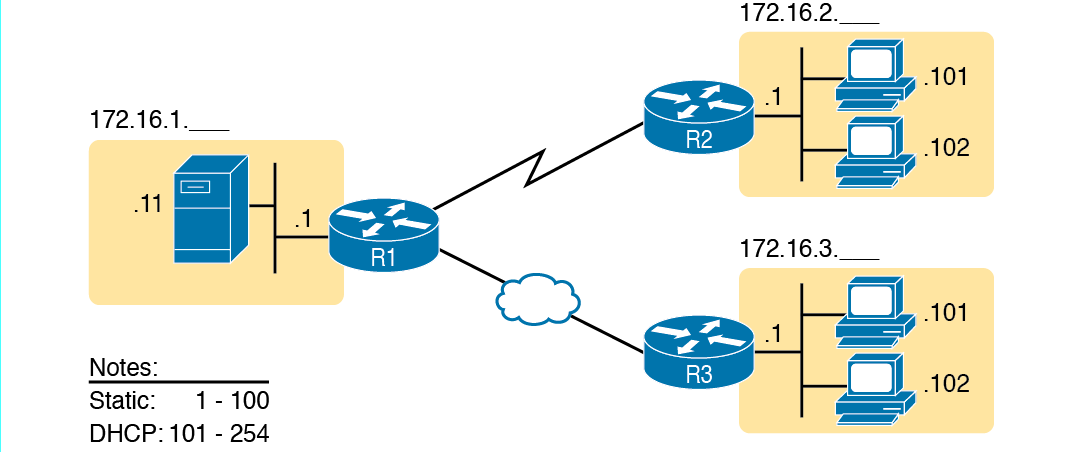 172.16.2.___
.101
.1
R2
.102
172.16.1.___
.11
.1
R1
172.16.3.___
.101
.1
R3
.102
Notes:
Static: 1 - 100
DHCP: 101 - 254